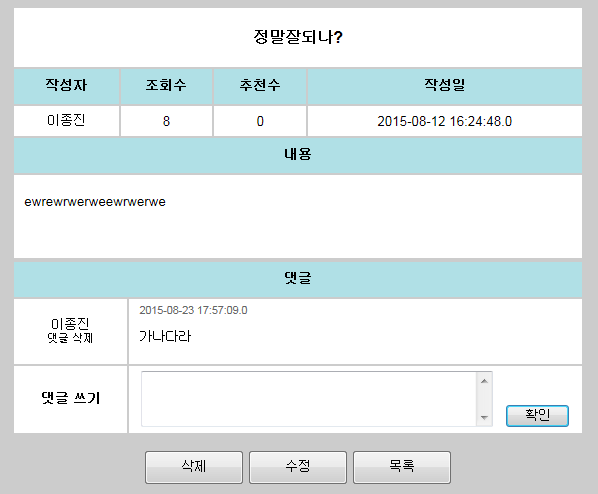 정말잘되나?
작성자 조회수 추천수 작성일
이종진 8 0 2015-08-12 16:24:48.0
내용
ewrewrwerweewrwerwe
댓글
이종진
댓글 삭제
2015-08-23 17:57:09.0
가나다라
댓글 쓰기
확인
삭제 수정 목록